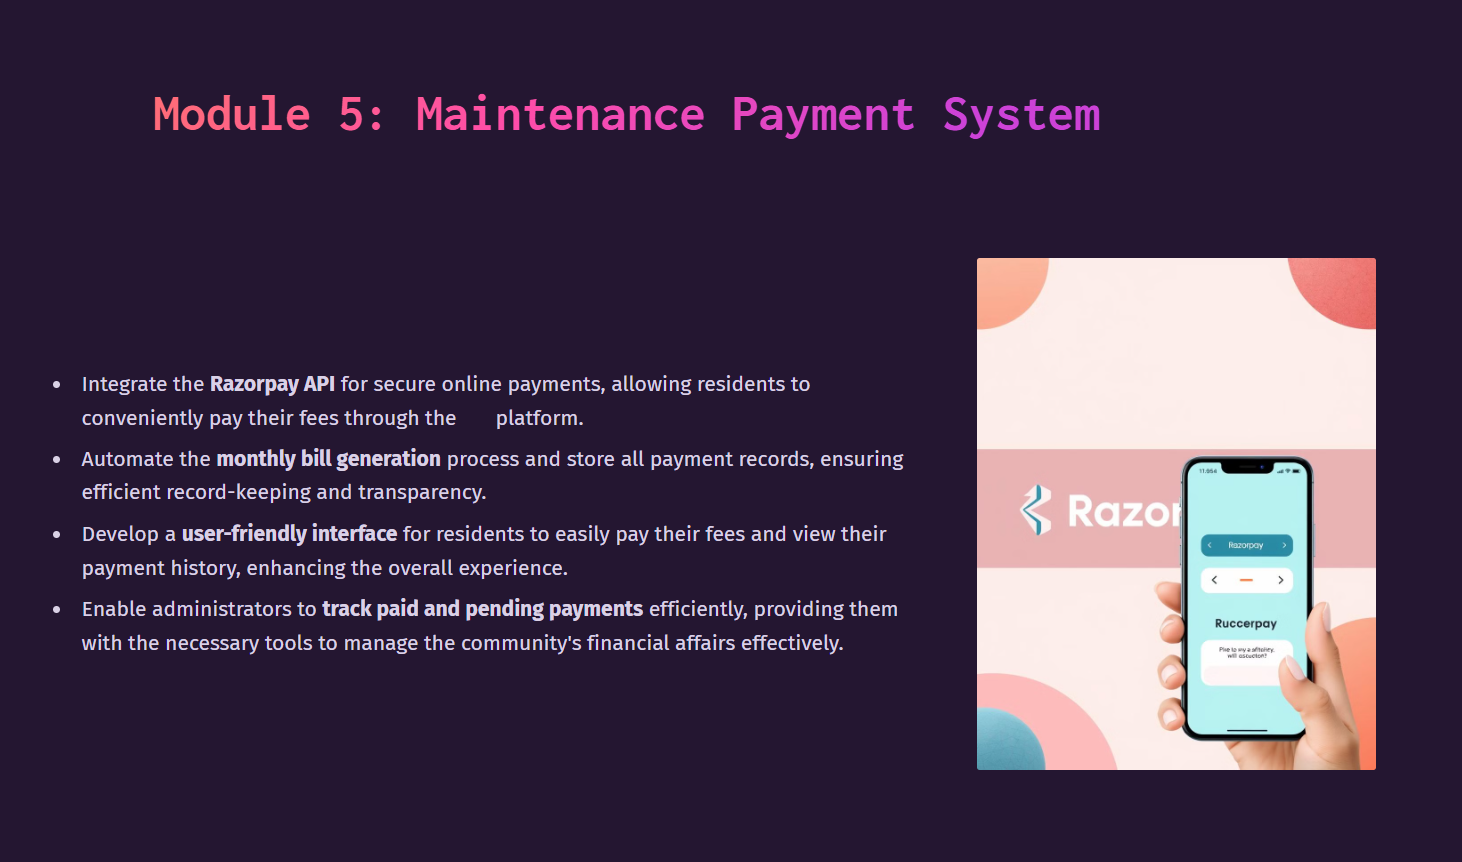 Module 5: Maintenance Payment System
• Integrate the Razorpay API for secure online payments, allowing residents to
conveniently pay their fees through the platform.
• Automate the monthly bill generation process and store all payment records, ensuring
efficient record-keeping and transparency.
• Develop a user-friendly interface for residents to easily pay their fees and view their
payment history, enhancing the overall experience.
• Enable administrators to track paid and pending payments efficiently, providing them
with the necessary tools to manage the community's financial affairs effectively.
Razor
11.054
Razorpay
Ruccerpay